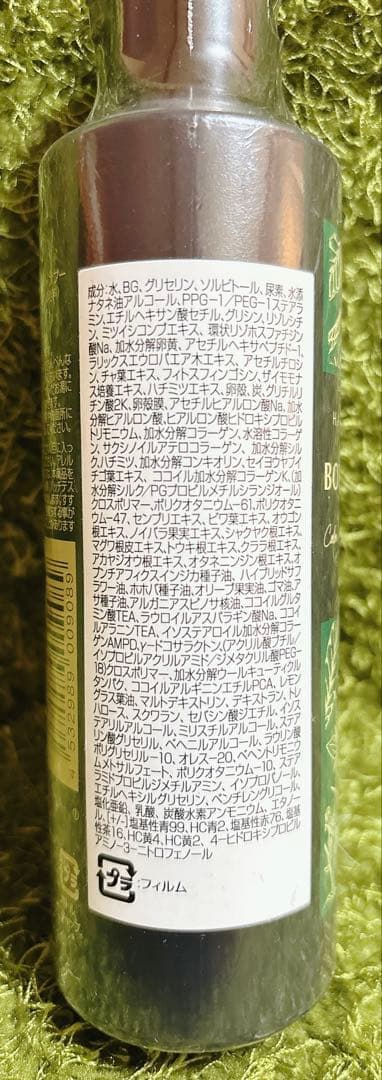 成分:水、BG、グリセリン、ソルビトール、尿素、水添
ナタネ油アルコール、PPG-1/PEG-1ステアラ
ミン、エチルヘキサン酸セチル、グリシン、リシルシ
ン、ミツイシコンブエキス、環状リゾホスファチジン
酸Na、加水分解卵黄、アセチルヘキサペプチド-1、
ラリックスエウロパエア木エキス、アセチルチロシ
ン、チャ葉エキス、フィトスフィンゴシン、サイモモナ
ス培養エキス、ハチミツエキス、卵殻、炭、グリチルリ
チン酸2K、卵殻膜、アセチルヒアルロン酸Na、加水
分解ヒアルロン酸、ヒアルロン酸ヒドロキシプロピル
トリモニウム、加水分解コラーゲン、水溶性コラーゲ
ン、サクシノイルアテロコラーゲン、加水分解シル
ク、ハチミツ、加水分解コンキオリン、セイヨウヤブイ
チゴ葉エキス、ココイル加水分解コラーゲンK、(加
水分解シルク/PGプロピルメチルシランジオール)
クロスポリマー、ポリクオタニウム-61、ポリクオタニ
ウム-47、センブリエキス、ビワ葉エキス、オウゴン
根エキス、ノイバラ果実エキス、シャクヤク根エキス、
マグワ根皮エキス、トウキ根エキス、クララ根エキス、
アカヤジオウ根エキス、オタネニンジン根エキス、オ
プンチアフィクスインジカ種子油、ハイブリッドサフ
ラワー油、ホホバ種子油、オリーブ果実油、ゴマ油、ア
サ種子油、アルガニアスピノサ核油、ココイルグルタ
ミン酸TEA、ラウロイルアスパラギン酸Na、ココイ
ルアラニンTEA、イソステアロイル加水分解コラー
ゲンAMPD、γ-ドコサラクトン、(アクリル酸ブチル/
イソプロピルアクリルアミド/ジメタクリル酸PEG-
18)クロスポリマー、加水分解ウールキューティクル
タンパク、ココイルアルギニンエチルPCA、レモン
グラス葉油、マルトデキストリン、デキストラン、トレ
ハロース、スクワラン、セバシン酸ジエチル、イソス
テアリルアルコール、ミリスチルアルコール、ステア
リン酸グリセリル、ベヘニルアルコール、ラウリン酸
ポリグリセリル-10、オレス-20、ベヘントリモニウ
ムメトサルフェート、ポリクオタニウム-10、ステア
ラミドプロピルジメチルアミン、イソプロパノール、
エチルヘキシルグリセリン、ベンチレングリコール、
塩化亜鉛、乳酸、炭酸水素アンモニウム、エタノー
ル、[+/-]塩基性青99、HC青2、塩基性赤76、塩基
性茶16、HC黄4、HC黄2、4-ヒドロキシプロピル
アミノ-3-ニトロフェノール
プラ
:フィルム
4 532989 009089